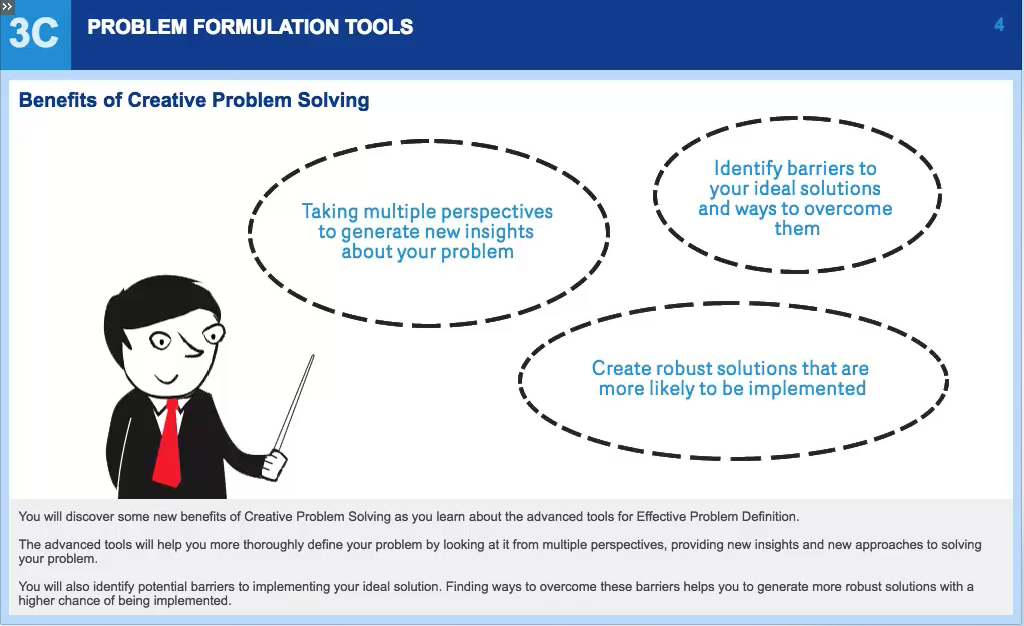 »
3C
PROBLEM FORMULATION TOOLS
4
Benefits of Creative Problem Solving
Taking multiple perspectives
to generate new insights
about your problem
Identify barriers to
your ideal solutions
and ways to overcome
them
Create robust solutions that are
more likely to be implemented
You will discover some new benefits of Creative Problem Solving as you learn about the advanced tools for Effective Problem Definition.
The advanced tools will help you more thoroughly define your problem by looking at it from multiple perspectives, providing new insights and new approaches to solving
your problem.
You will also identify potential barriers to implementing your ideal solution. Finding ways to overcome these barriers helps you to generate more robust solutions with a
higher chance of being implemented.